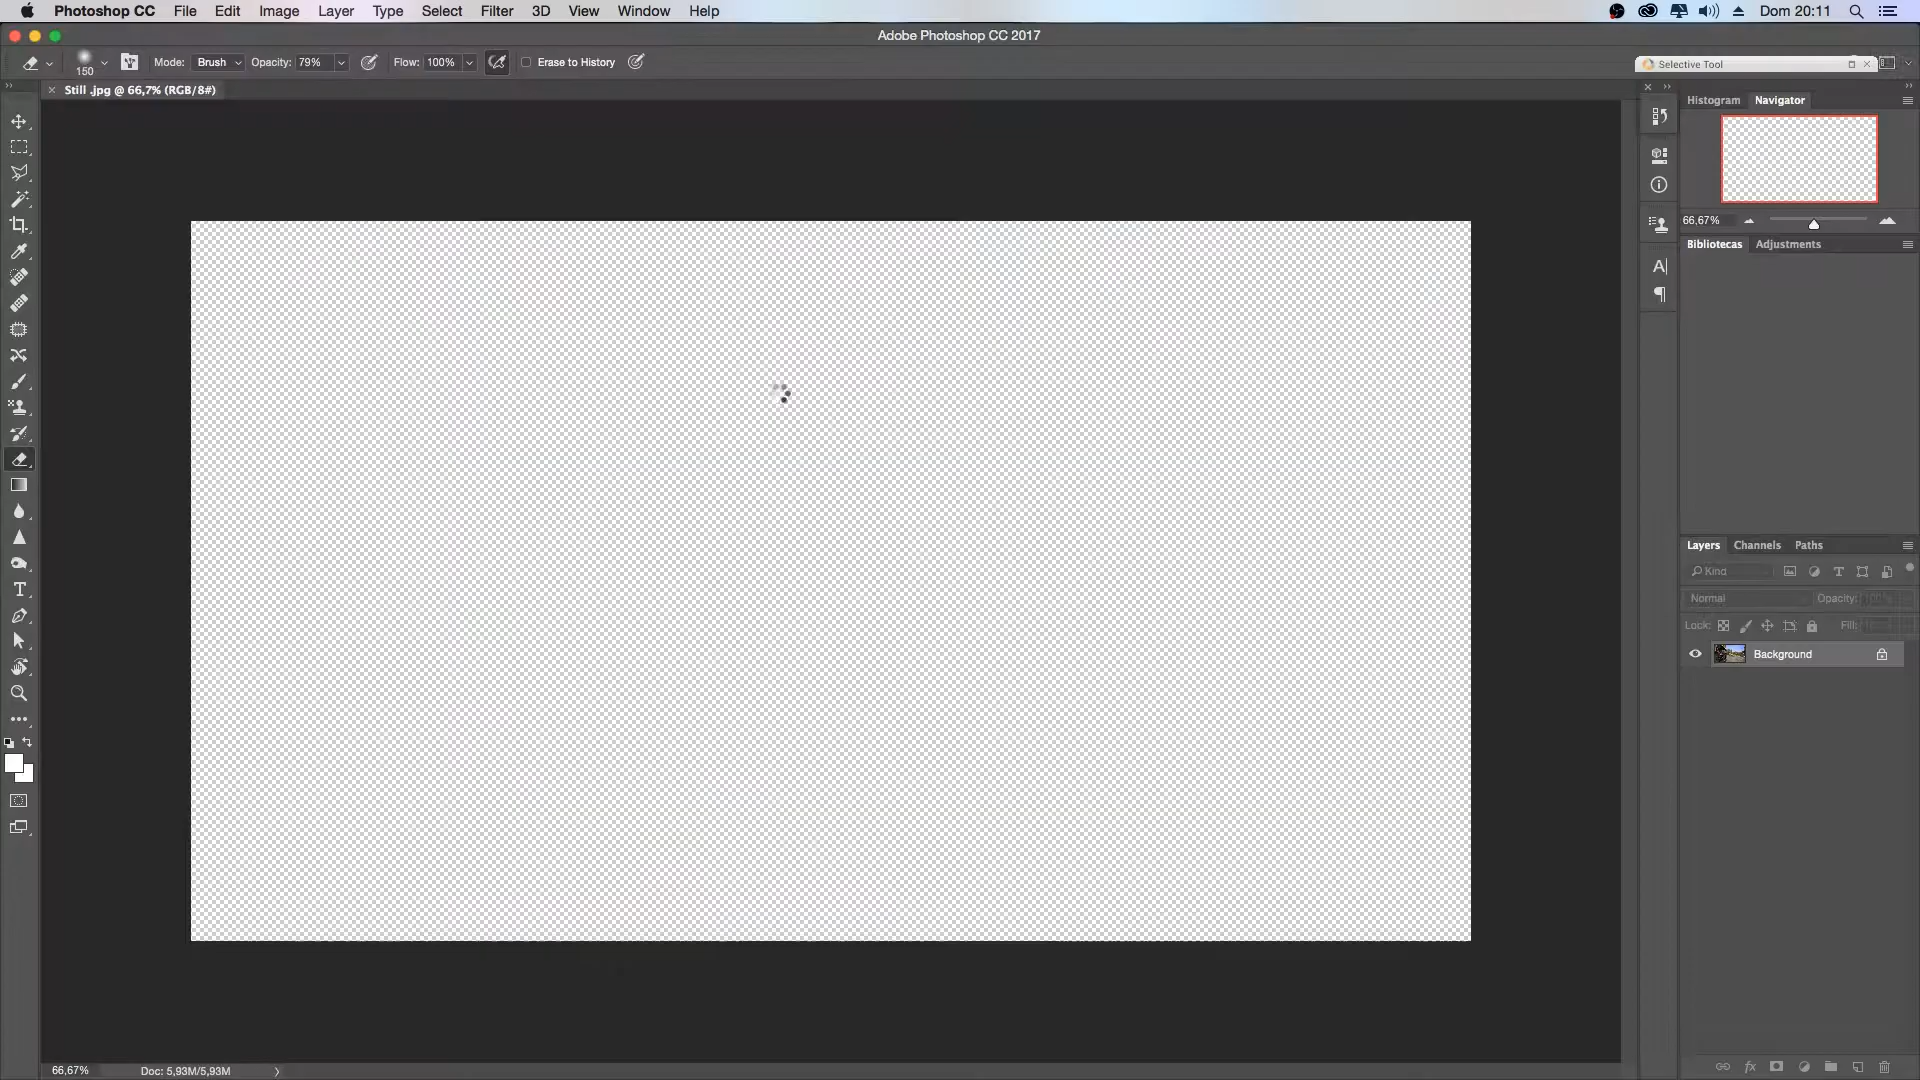 Photoshop CC File Edit Image Layer Type Select Filter 3D View Window Help Dom 20:11
Adobe Photoshop CC 2017
150 Mode: Brush Opacity: 79% Flow: 100% Erase to History
Selective Tool
Still .jpg @ 66,7% (RGB/8#)
Histogram Navigator
66,67%
Bibliotecas Adjustments
Layers Channels Paths
Kind
Normal Opacity: 100%
Lock: Fill:
Background
66,67% Doc: 5,93M/5,93M